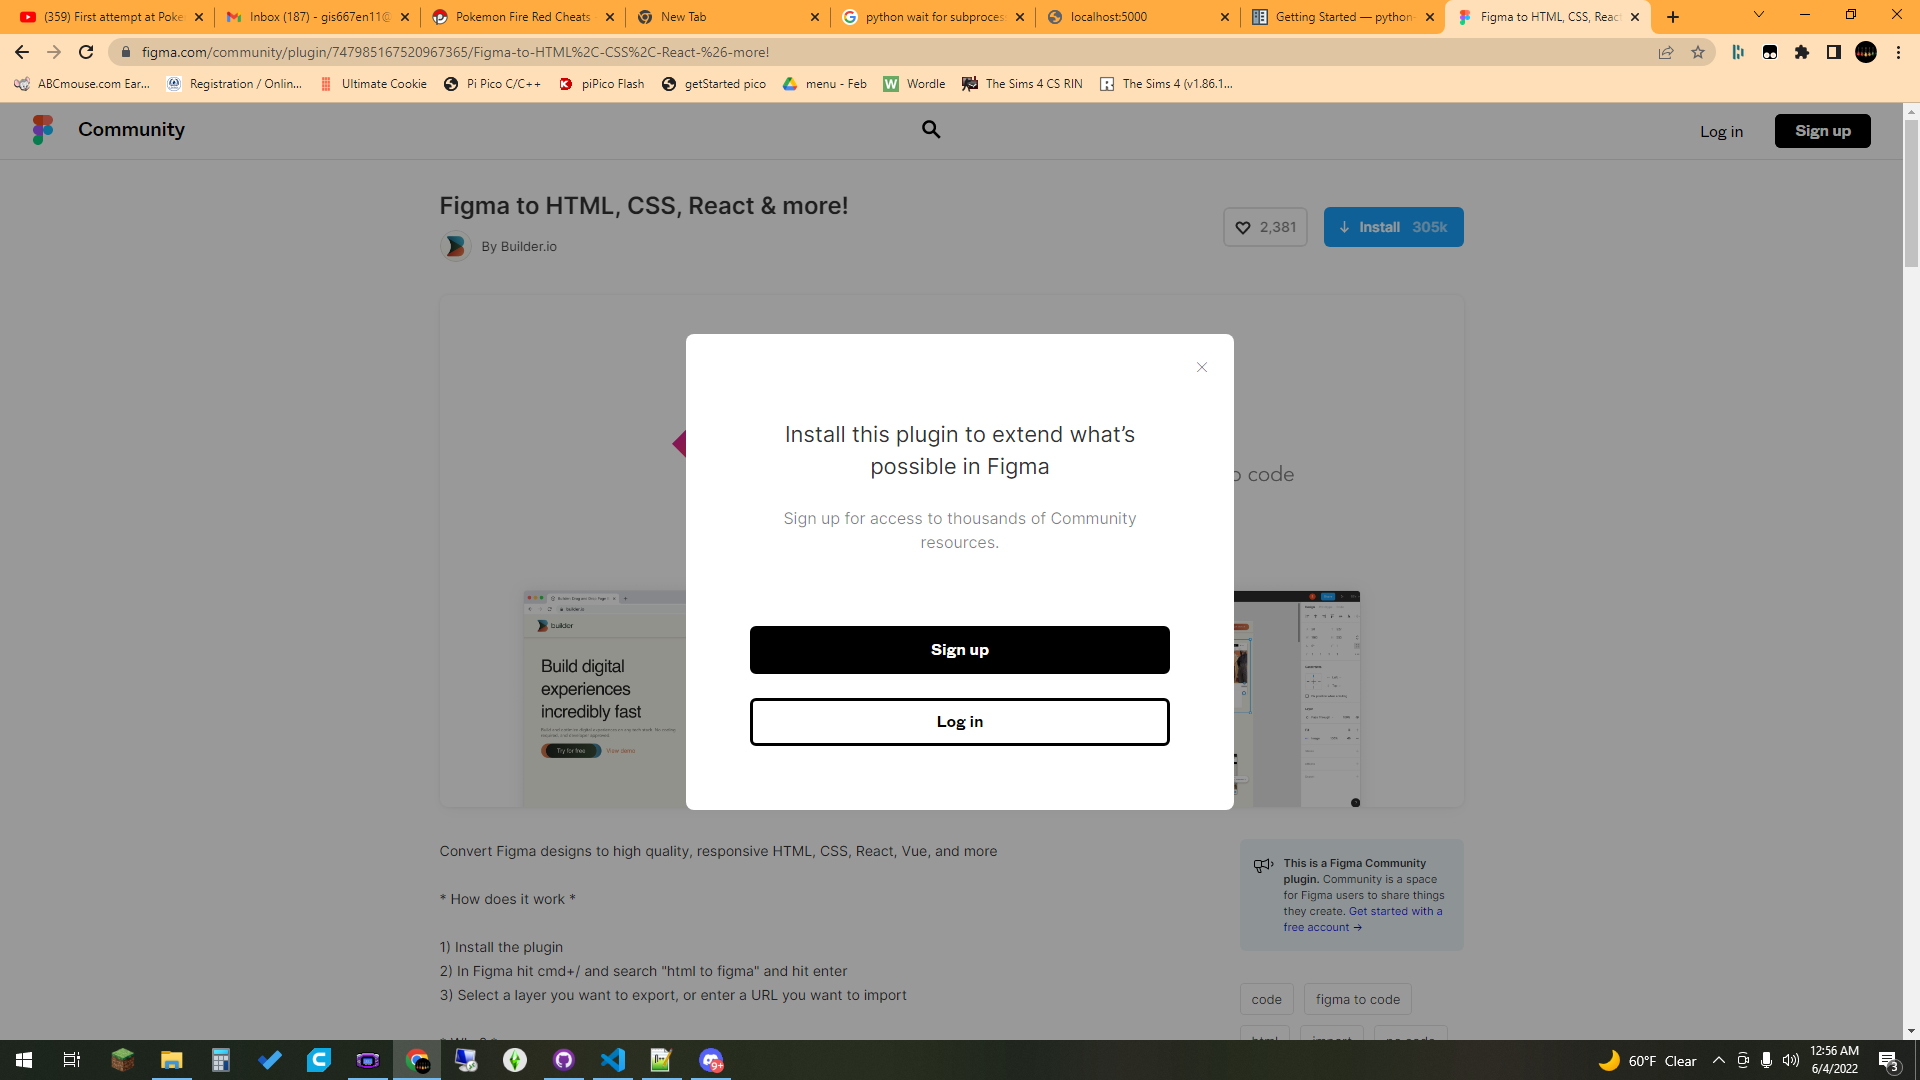 (359) First attempt at Poke
Inbox (187) - gis667en11@
Pokemon Fire Red Cheats
New Tab
python wait for subproces
localhost:5000
Getting Started — python-
Figma to HTML, CSS, React
figma.com/community/plugin/747985167520967365/Figma-to-HTML%2C-CSS%2C-React-%26-more!
ABCmouse.com Ear...
Registration / Onlin...
Ultimate Cookie
Pi Pico C/C++
piPico Flash
getStarted pico
menu - Feb
Wordle
The Sims 4 CS RIN
The Sims 4 (v1.86.1...
Community
Log in
Sign up
Figma to HTML, CSS, React & more!
By Builder.io
2,381
Install 305k
Install this plugin to extend what's
possible in Figma
Sign up for access to thousands of Community
resources.
Sign up
Log in
o code
builder
Build digital
experiences
incredibly fast
Try for free
View demo
Convert Figma designs to high quality, responsive HTML, CSS, React, Vue, and more
* How does it work *
1) Install the plugin
2) In Figma hit cmd+/ and search "html to figma" and hit enter
3) Select a layer you want to export, or enter a URL you want to import
This is a Figma Community
plugin. Community is a space
for Figma users to share things
they create. Get started with a
free account →
code
figma to code
html
import
no code
60°F Clear
12:56 AM
6/4/2022
9+
3